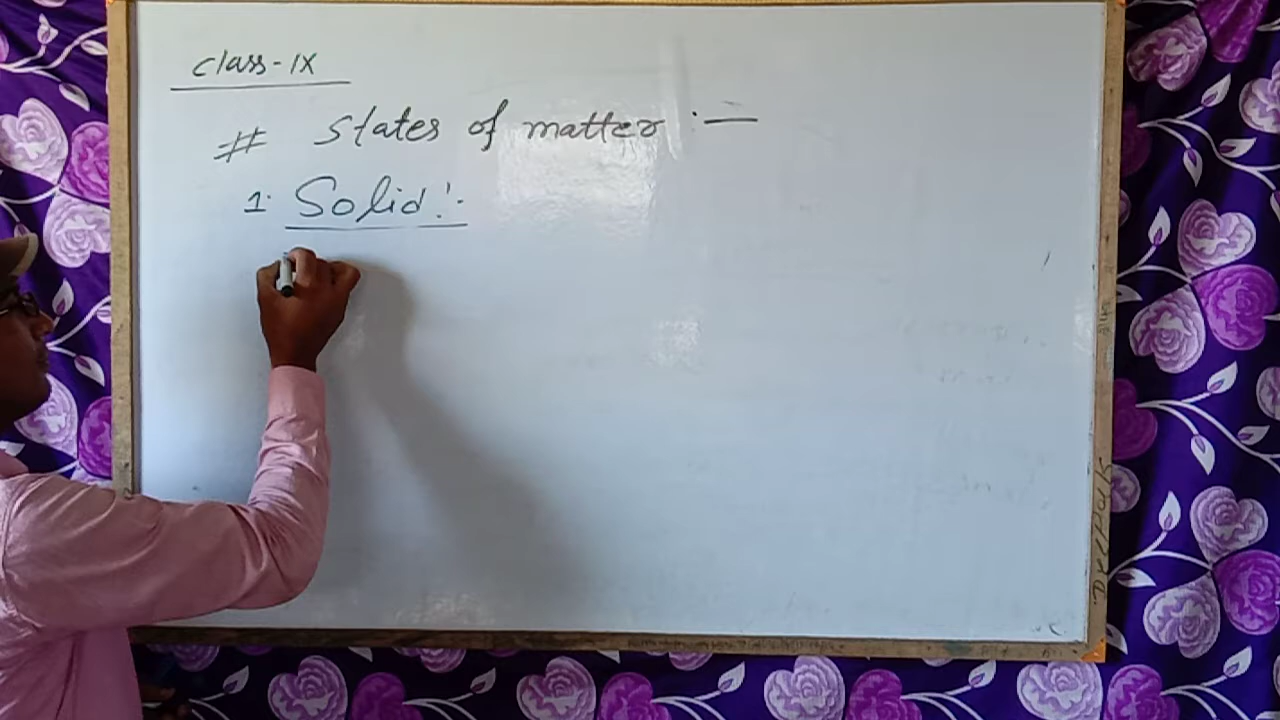 class-IX
# States of matter :-
1. Solid :-